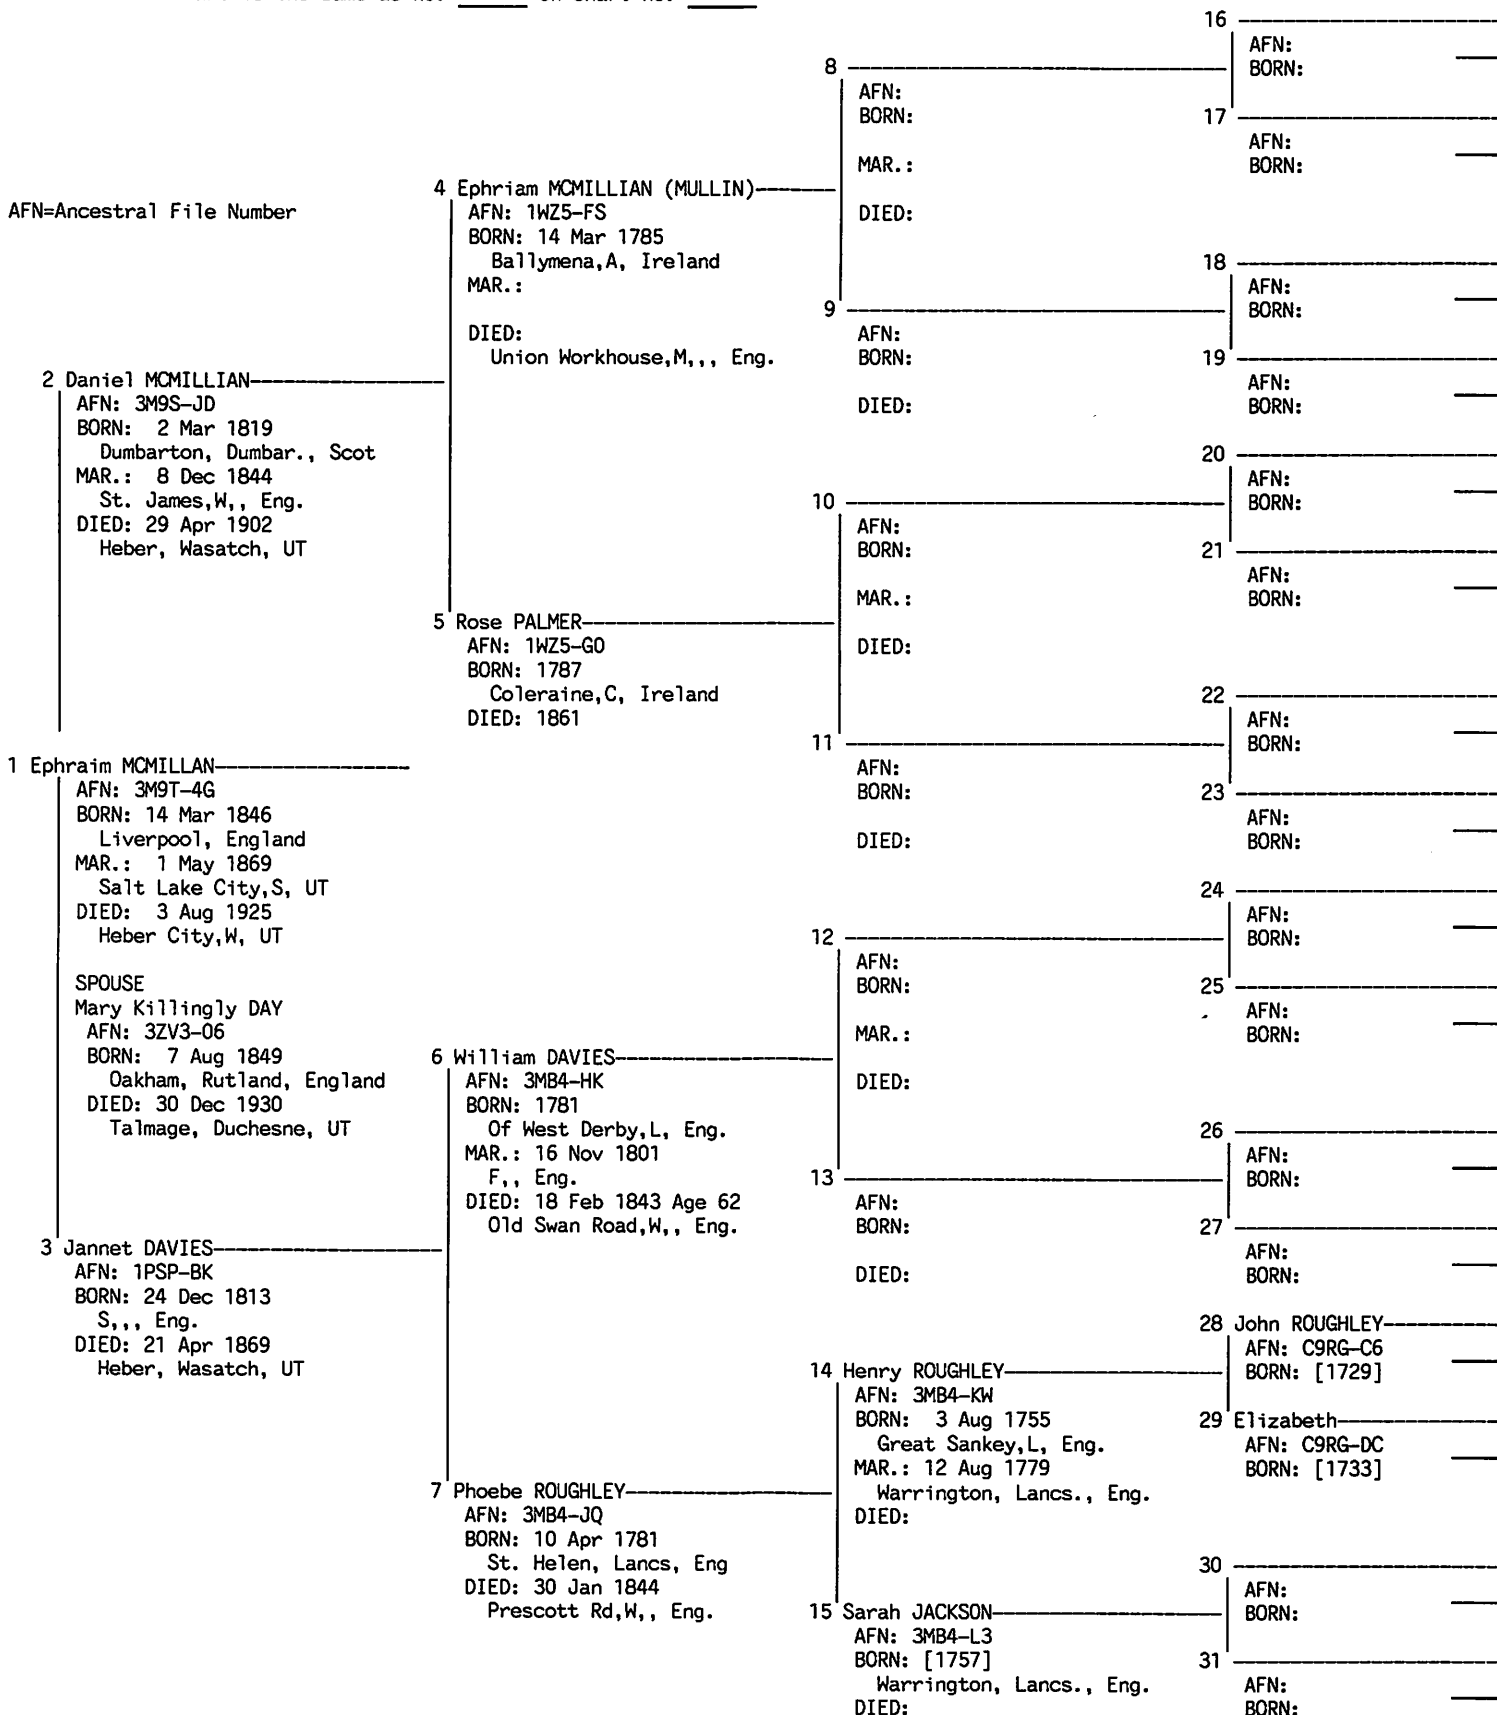 AFN=Ancestral File Number
1 Ephraim MCMILLAN
AFN: 3M9T-4G
BORN: 14 Mar 1846
Liverpool, England
MAR.: 1 May 1869
Salt Lake City,S, UT
DIED: 3 Aug 1925
Heber City,W, UT
SPOUSE
Mary Killingly DAY
AFN: 3ZV3-06
BORN: 7 Aug 1849
Oakham, Rutland, England
DIED: 30 Dec 1930
Talmage, Duchesne, UT
2 Daniel MCMILLIAN
AFN: 3M9S-JD
BORN: 2 Mar 1819
Dumbarton, Dumbar., Scot
MAR.: 8 Dec 1844
St. James,W,, Eng.
DIED: 29 Apr 1902
Heber, Wasatch, UT
3 Jannet DAVIES
AFN: 1PSP-BK
BORN: 24 Dec 1813
S,,, Eng.
DIED: 21 Apr 1869
Heber, Wasatch, UT
4 Ephriam MCMILLIAN (MULLIN)
AFN: 1WZ5-FS
BORN: 14 Mar 1785
Ballymena,A, Ireland
MAR.:
DIED:
Union Workhouse,M,,, Eng.
5 Rose PALMER
AFN: 1WZ5-G0
BORN: 1787
Coleraine,C, Ireland
DIED: 1861
6 William DAVIES
AFN: 3MB4-HK
BORN: 1781
Of West Derby,L, Eng.
MAR.: 16 Nov 1801
F,, Eng.
DIED: 18 Feb 1843 Age 62
Old Swan Road,W,, Eng.
7 Phoebe ROUGHLEY
AFN: 3MB4-JQ
BORN: 10 Apr 1781
St. Helen, Lancs, Eng
DIED: 30 Jan 1844
Prescott Rd,W,, Eng.
8
AFN:
BORN:
MAR.:
DIED:
9
AFN:
BORN:
DIED:
10
AFN:
BORN:
MAR.:
DIED:
11
AFN:
BORN:
DIED:
12
AFN:
BORN:
MAR.:
DIED:
13
AFN:
BORN:
DIED:
14 Henry ROUGHLEY
AFN: 3MB4-KW
BORN: 3 Aug 1755
Great Sankey,L, Eng.
MAR.: 12 Aug 1779
Warrington, Lancs., Eng.
DIED:
15 Sarah JACKSON
AFN: 3MB4-L3
BORN: [1757]
Warrington, Lancs., Eng.
DIED:
16
AFN:
BORN:
17
AFN:
BORN:
18
AFN:
BORN:
19
AFN:
BORN:
20
AFN:
BORN:
21
AFN:
BORN:
22
AFN:
BORN:
23
AFN:
BORN:
24
AFN:
BORN:
25
AFN:
BORN:
26
AFN:
BORN:
27
AFN:
BORN:
28 John ROUGHLEY
AFN: C9RG-C6
BORN: [1729]
29 Elizabeth
AFN: C9RG-DC
BORN: [1733]
30
AFN:
BORN:
31
AFN:
BORN: